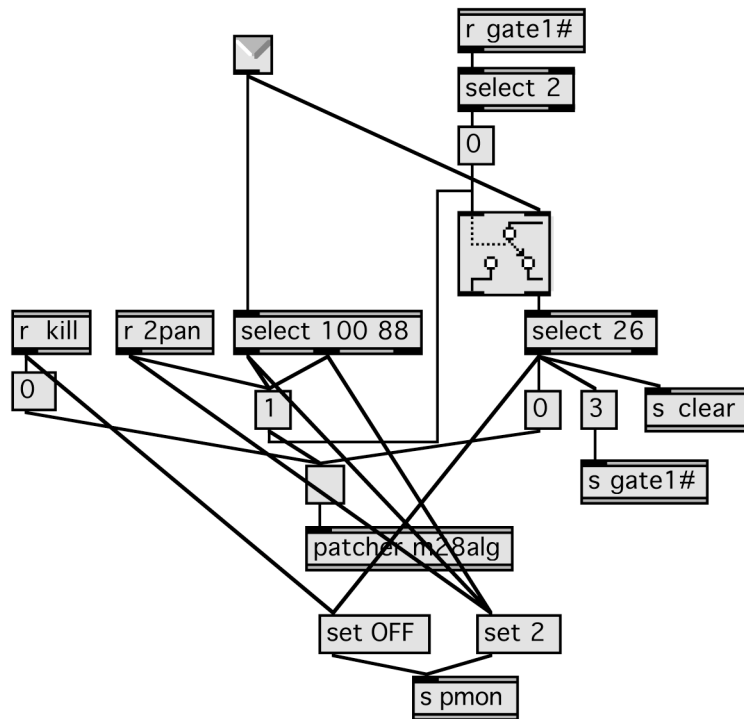 r gate1#
select 2
0
r kill
r 2pan
select 100 88
select 26
0
1
0
3
s clear
s gate1#
patcher m28alg
set OFF
set 2
s pmon